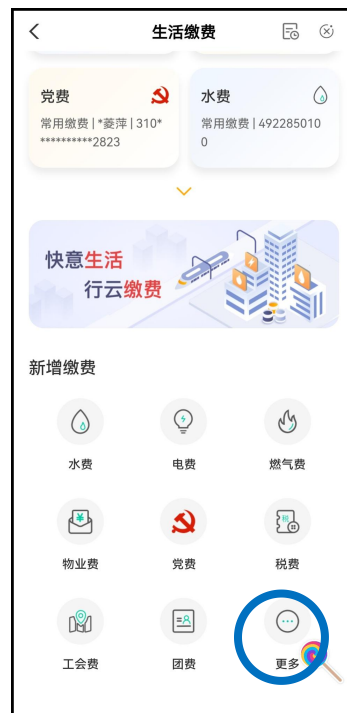 生活缴费
党费
常用缴费 | *菱萍 | 310*
**********2823
水费
常用缴费 | 492285010
0
快意生活
行云缴费
新增缴费
水费
电费
燃气费
物业费
党费
税费
工会费
团费
更多